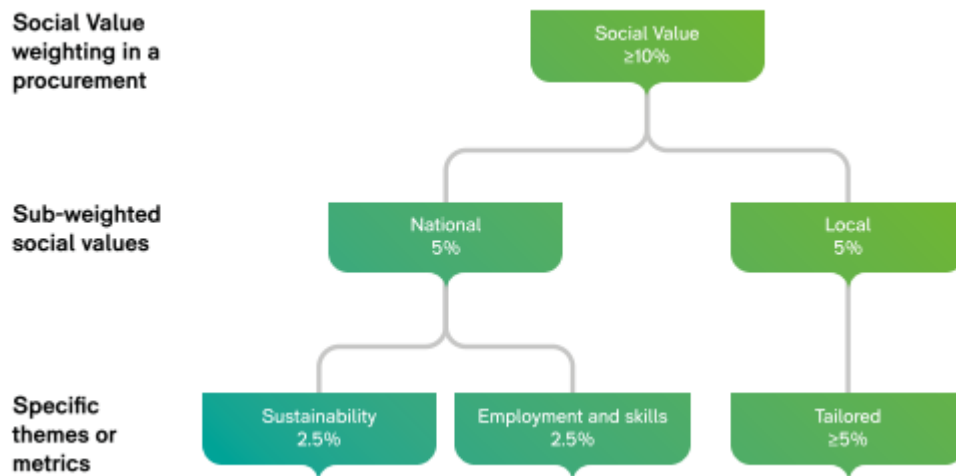 Social Value
weighting in a
procurement
Social Value
≥10%
Sub-weighted
social values
National
5%
Local
5%
Specific
themes or
metrics
Sustainability
2.5%
Employment and skills
2.5%
Tailored
≥5%